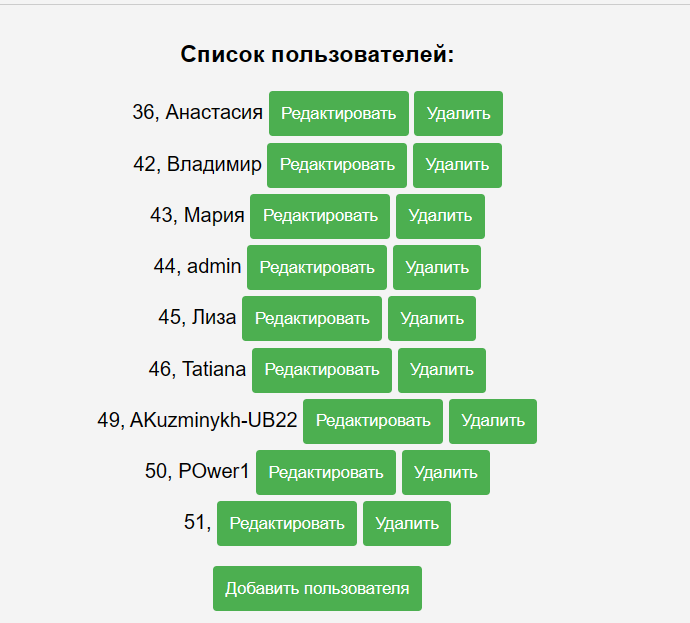 Список пользователей:
36, Анастасия Редактировать Удалить
42, Владимир Редактировать Удалить
43, Мария Редактировать Удалить
44, admin Редактировать Удалить
45, Лиза Редактировать Удалить
46, Tatiana Редактировать Удалить
49, AKuzminykh-UB22 Редактировать Удалить
50, POwer1 Редактировать Удалить
51, Редактировать Удалить
Добавить пользователя